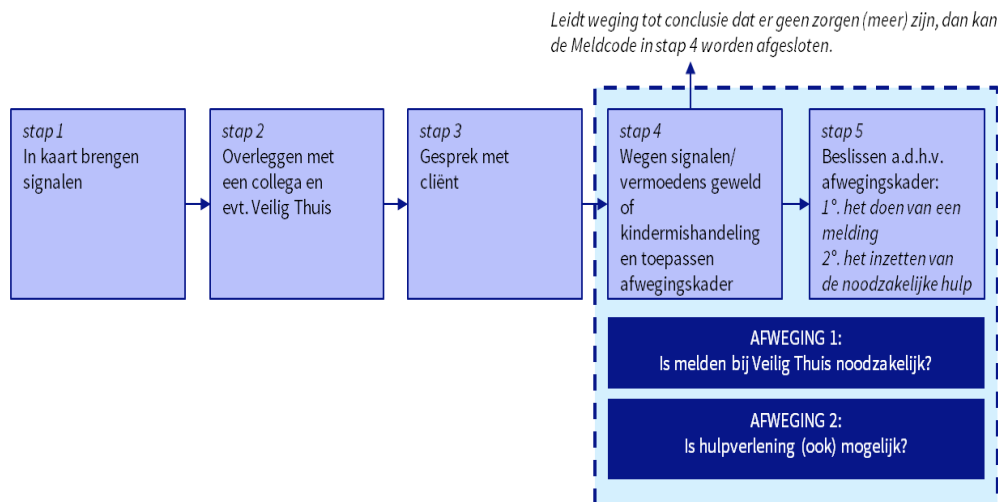 Leidt weging tot conclusie dat er geen zorgen (meer) zijn, dan kan
de Meldcode in stap 4 worden afgesloten.
stap 1
In kaart brengen
signalen
stap 2
Overleggen met
een collega en
evt. Veilig Thuis
stap 3
Gesprek met
cliënt
stap 4
Wegen signalen/
vermoedens geweld
of
kindermishandeling
en toepassen
afwegingskader
stap 5
Beslissen a.d.h.v.
afwegingskader:
1°. het doen van een
melding
2°. het inzetten van
de noodzakelijke hulp
AFWEGING 1:
Is melden bij Veilig Thuis noodzakelijk?
AFWEGING 2:
Is hulpverlening (ook) mogelijk?